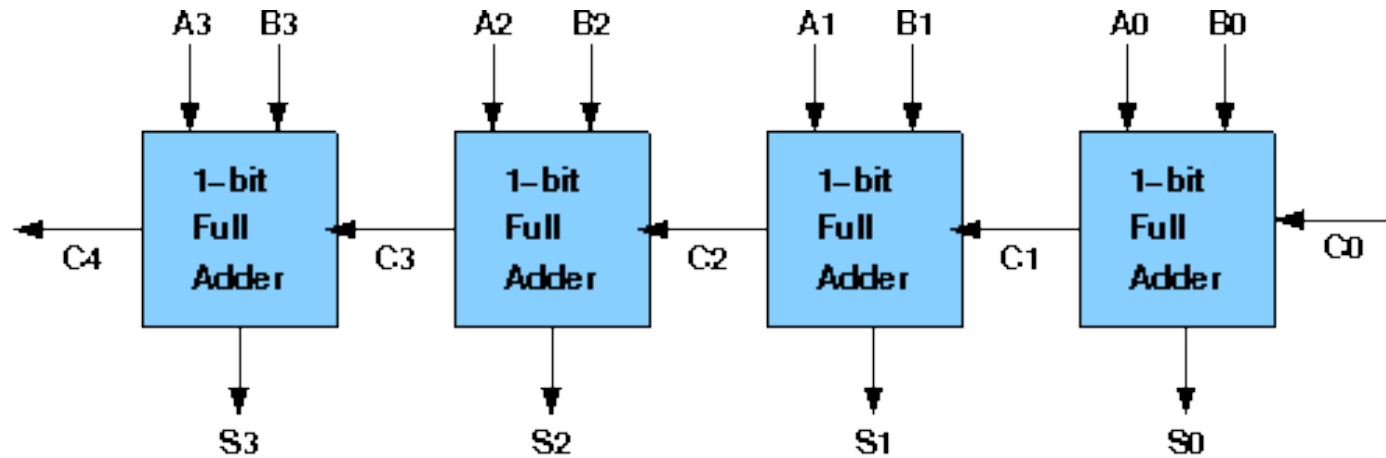 A3 B3 A2 B2 A1 B1 A0 B0
1-bit 1-bit 1-bit 1-bit
Full Full Full Full
C4 C3 C2 C1 C0
Adder Adder Adder Adder
S3 S2 S1 S0